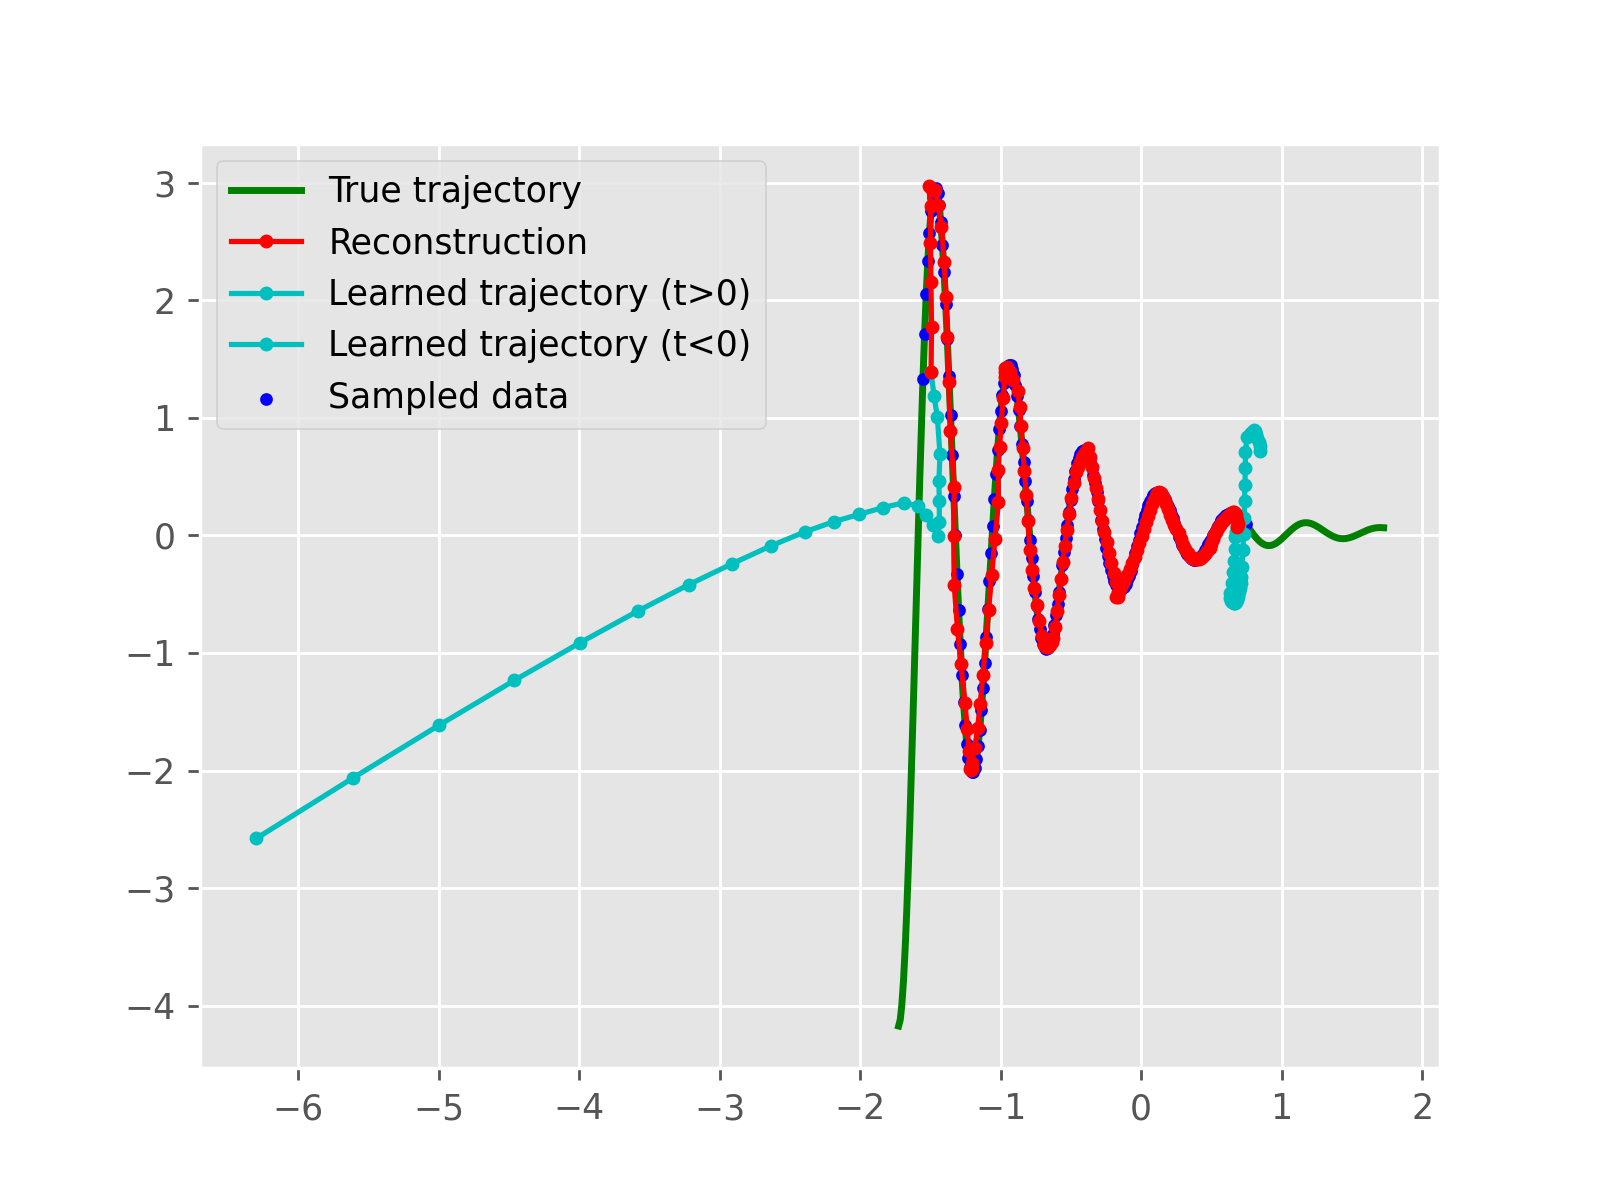 True trajectory
Reconstruction
Learned trajectory (t>0)
Learned trajectory (t<0)
Sampled data
3
2
1
0
−1
−2
−3
−4
−6 −5 −4 −3 −2 −1 0 1 2